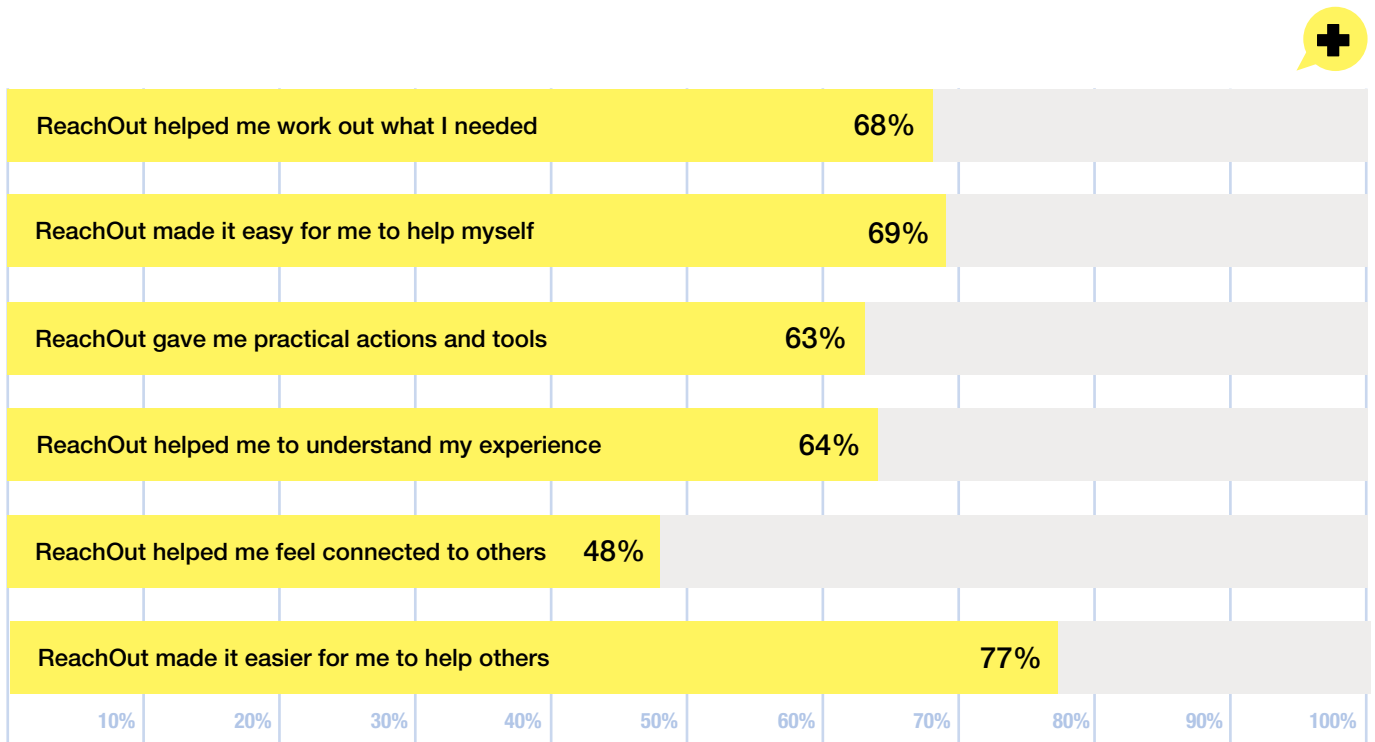 ReachOut helped me work out what I needed 68%
ReachOut made it easy for me to help myself 69%
ReachOut gave me practical actions and tools 63%
ReachOut helped me to understand my experience 64%
ReachOut helped me feel connected to others 48%
ReachOut made it easier for me to help others 77%
10% 20% 30% 40% 50% 60% 70% 80% 90% 100%